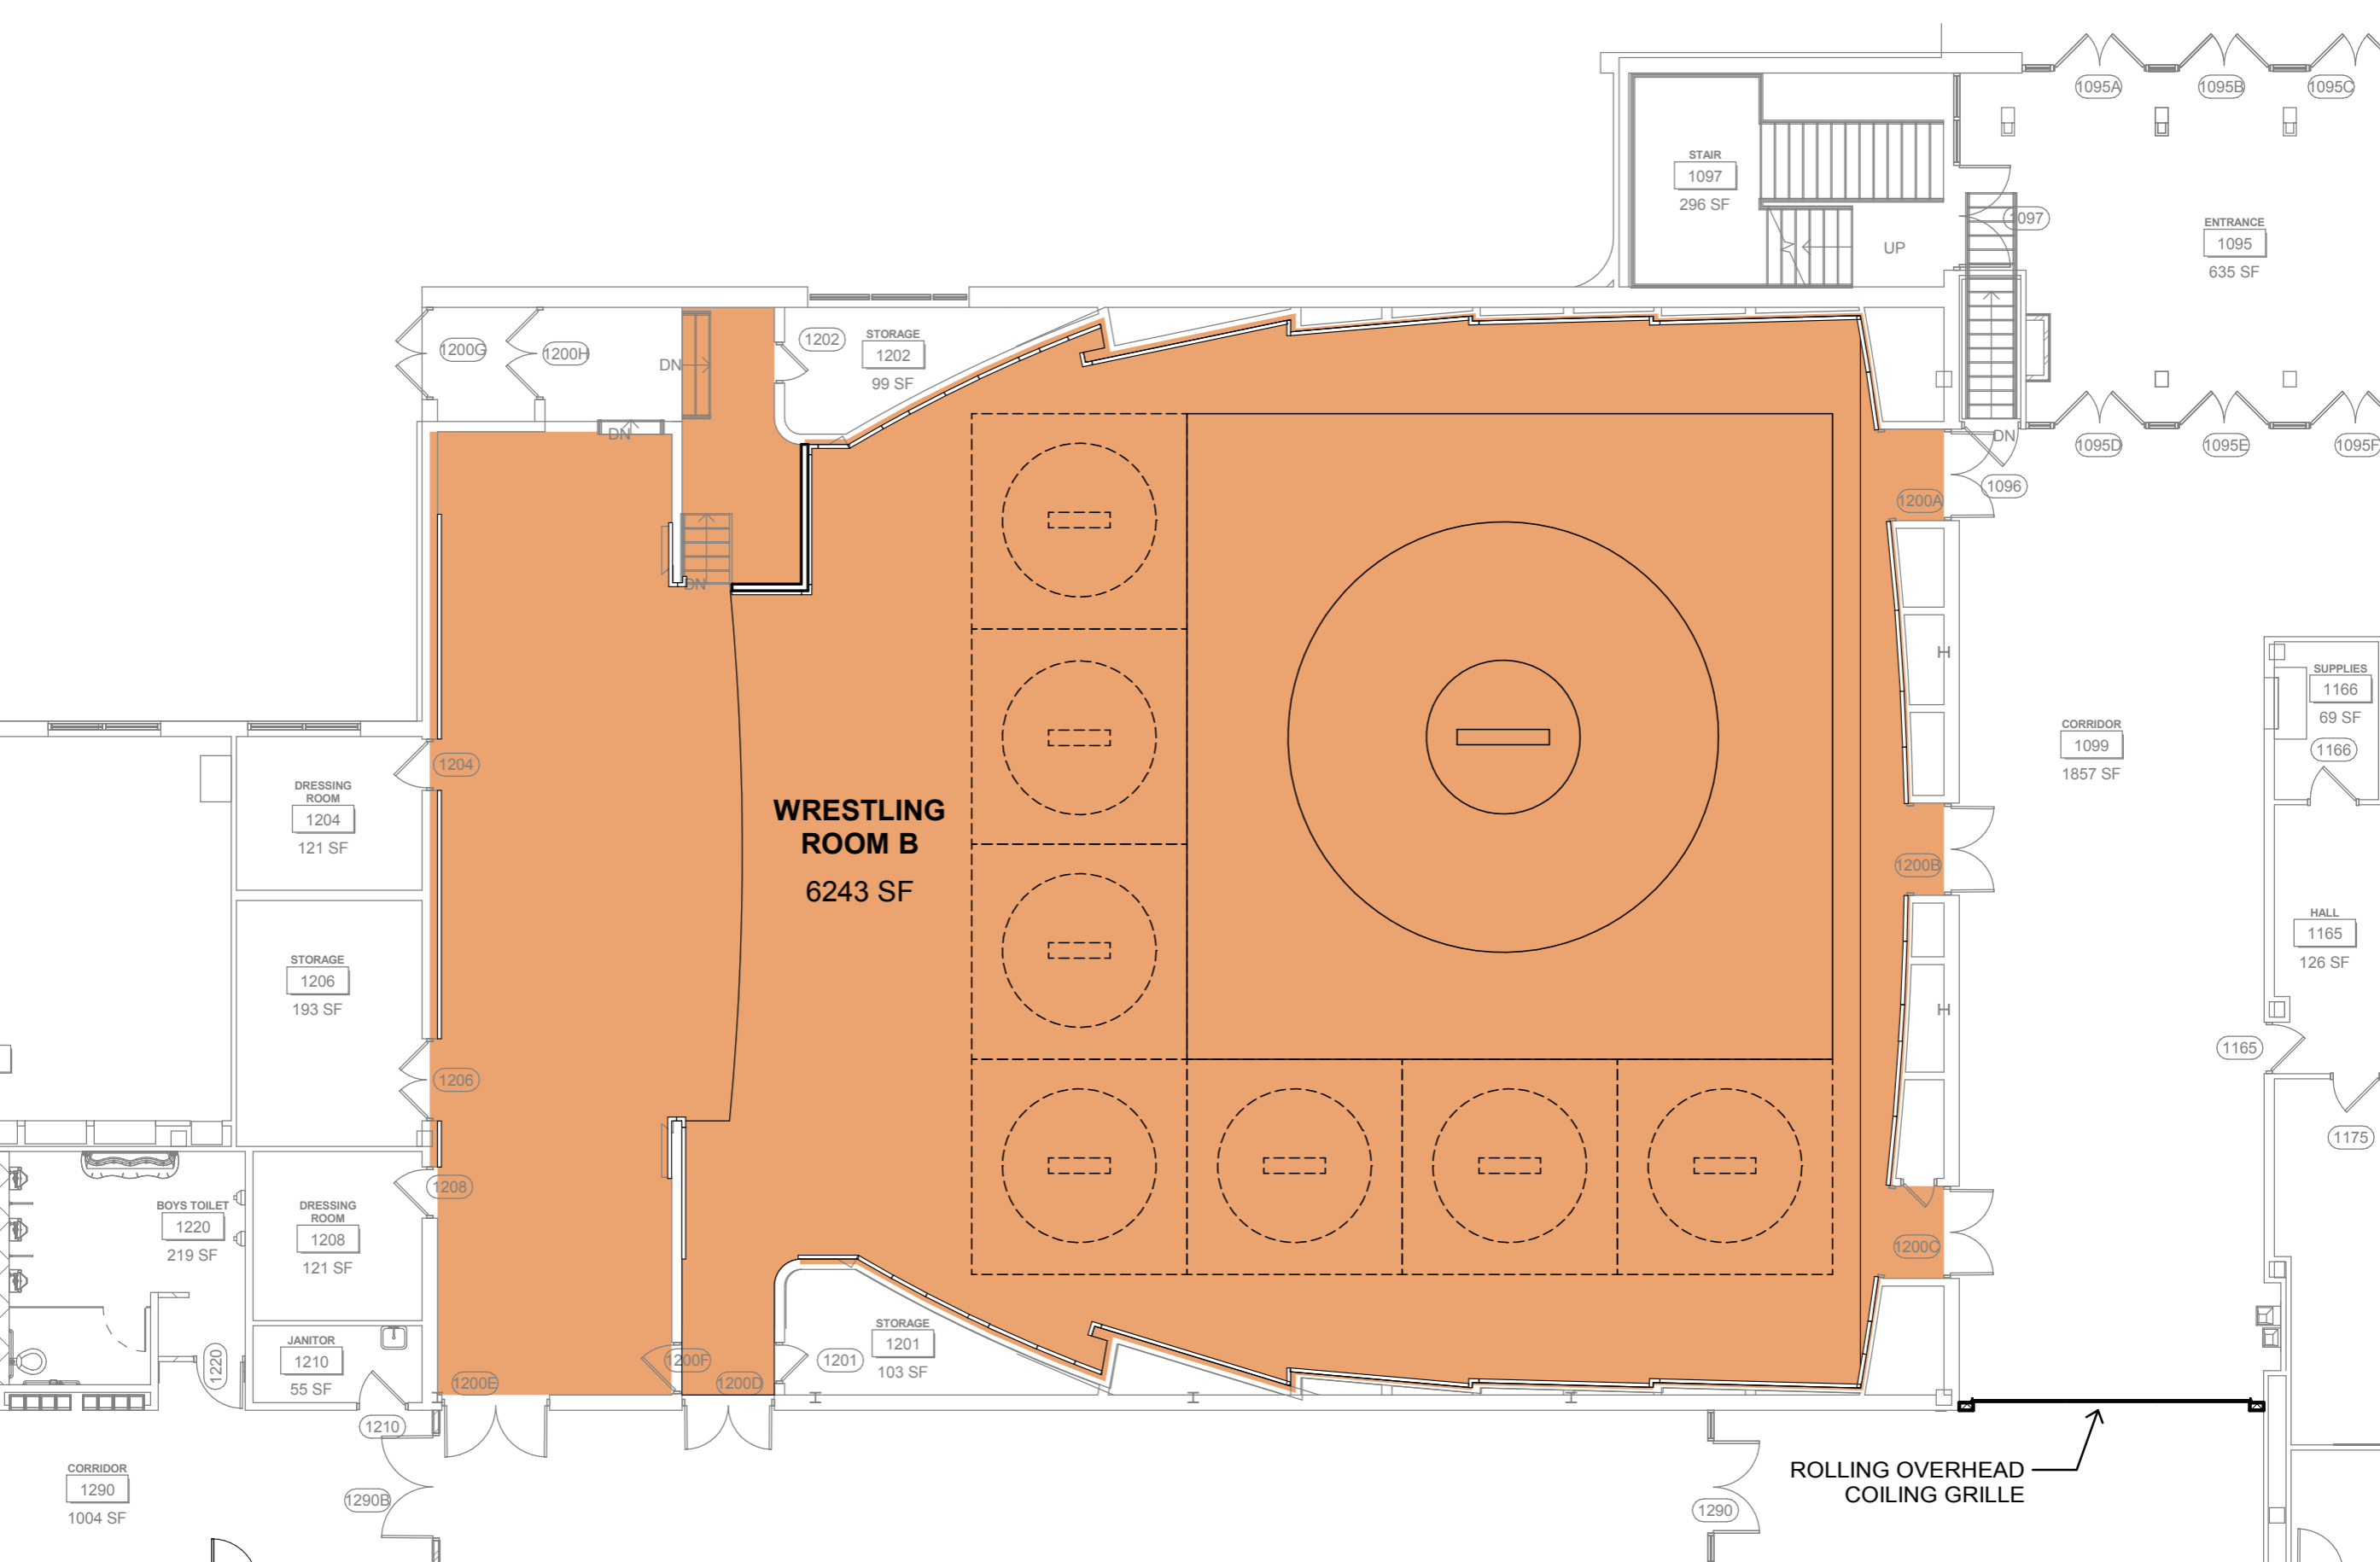 1095A
1095B
1095C
STAIR
1097
296 SF
UP
1097
ENTRANCE
1095
635 SF
1200G
1200H
DN
DN
1202
STORAGE
1202
99 SF
DN
1095D
1095E
1095F
1096
1200A
DN
SUPPLIES
1166
69 SF
1166
CORRIDOR
1099
1857 SF
1204
DRESSING
ROOM
1204
121 SF
WRESTLING
ROOM B
6243 SF
1200B
HALL
1165
126 SF
STORAGE
1206
193 SF
1206
1165
1175
1208
BOYS TOILET
1220
219 SF
DRESSING
ROOM
1208
121 SF
1200C
JANITOR
1210
55 SF
1220
1200F
1201
STORAGE
1201
103 SF
1200E
1200D
1210
CORRIDOR
1290
1004 SF
1290B
1290
ROLLING OVERHEAD
COILING GRILLE